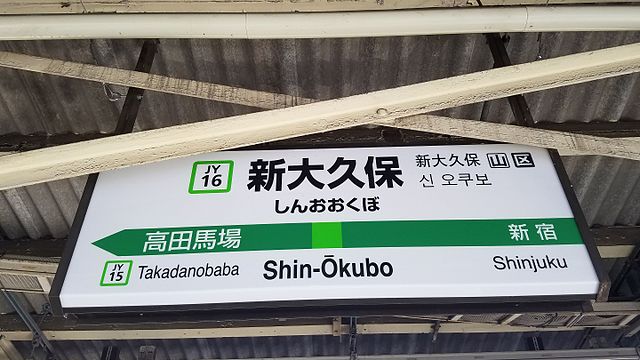 JY
16
新大久保
しんおおくぼ
新大久保 山 区
신 오쿠보
高田馬場
新宿
JY
15
Takadanobaba
Shin-Ōkubo
Shinjuku